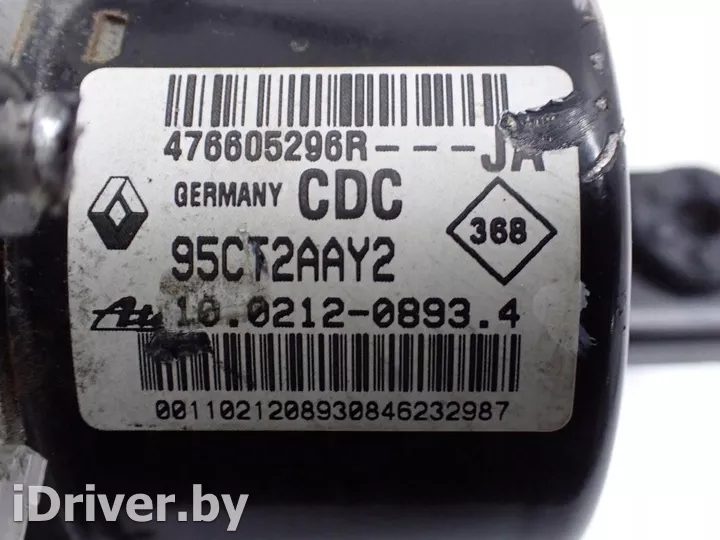 476605296R---JA
GERMANY CDC
368
95CT2AAY2
10.0212-0893.4
0011021208930846232987
iDriver.by